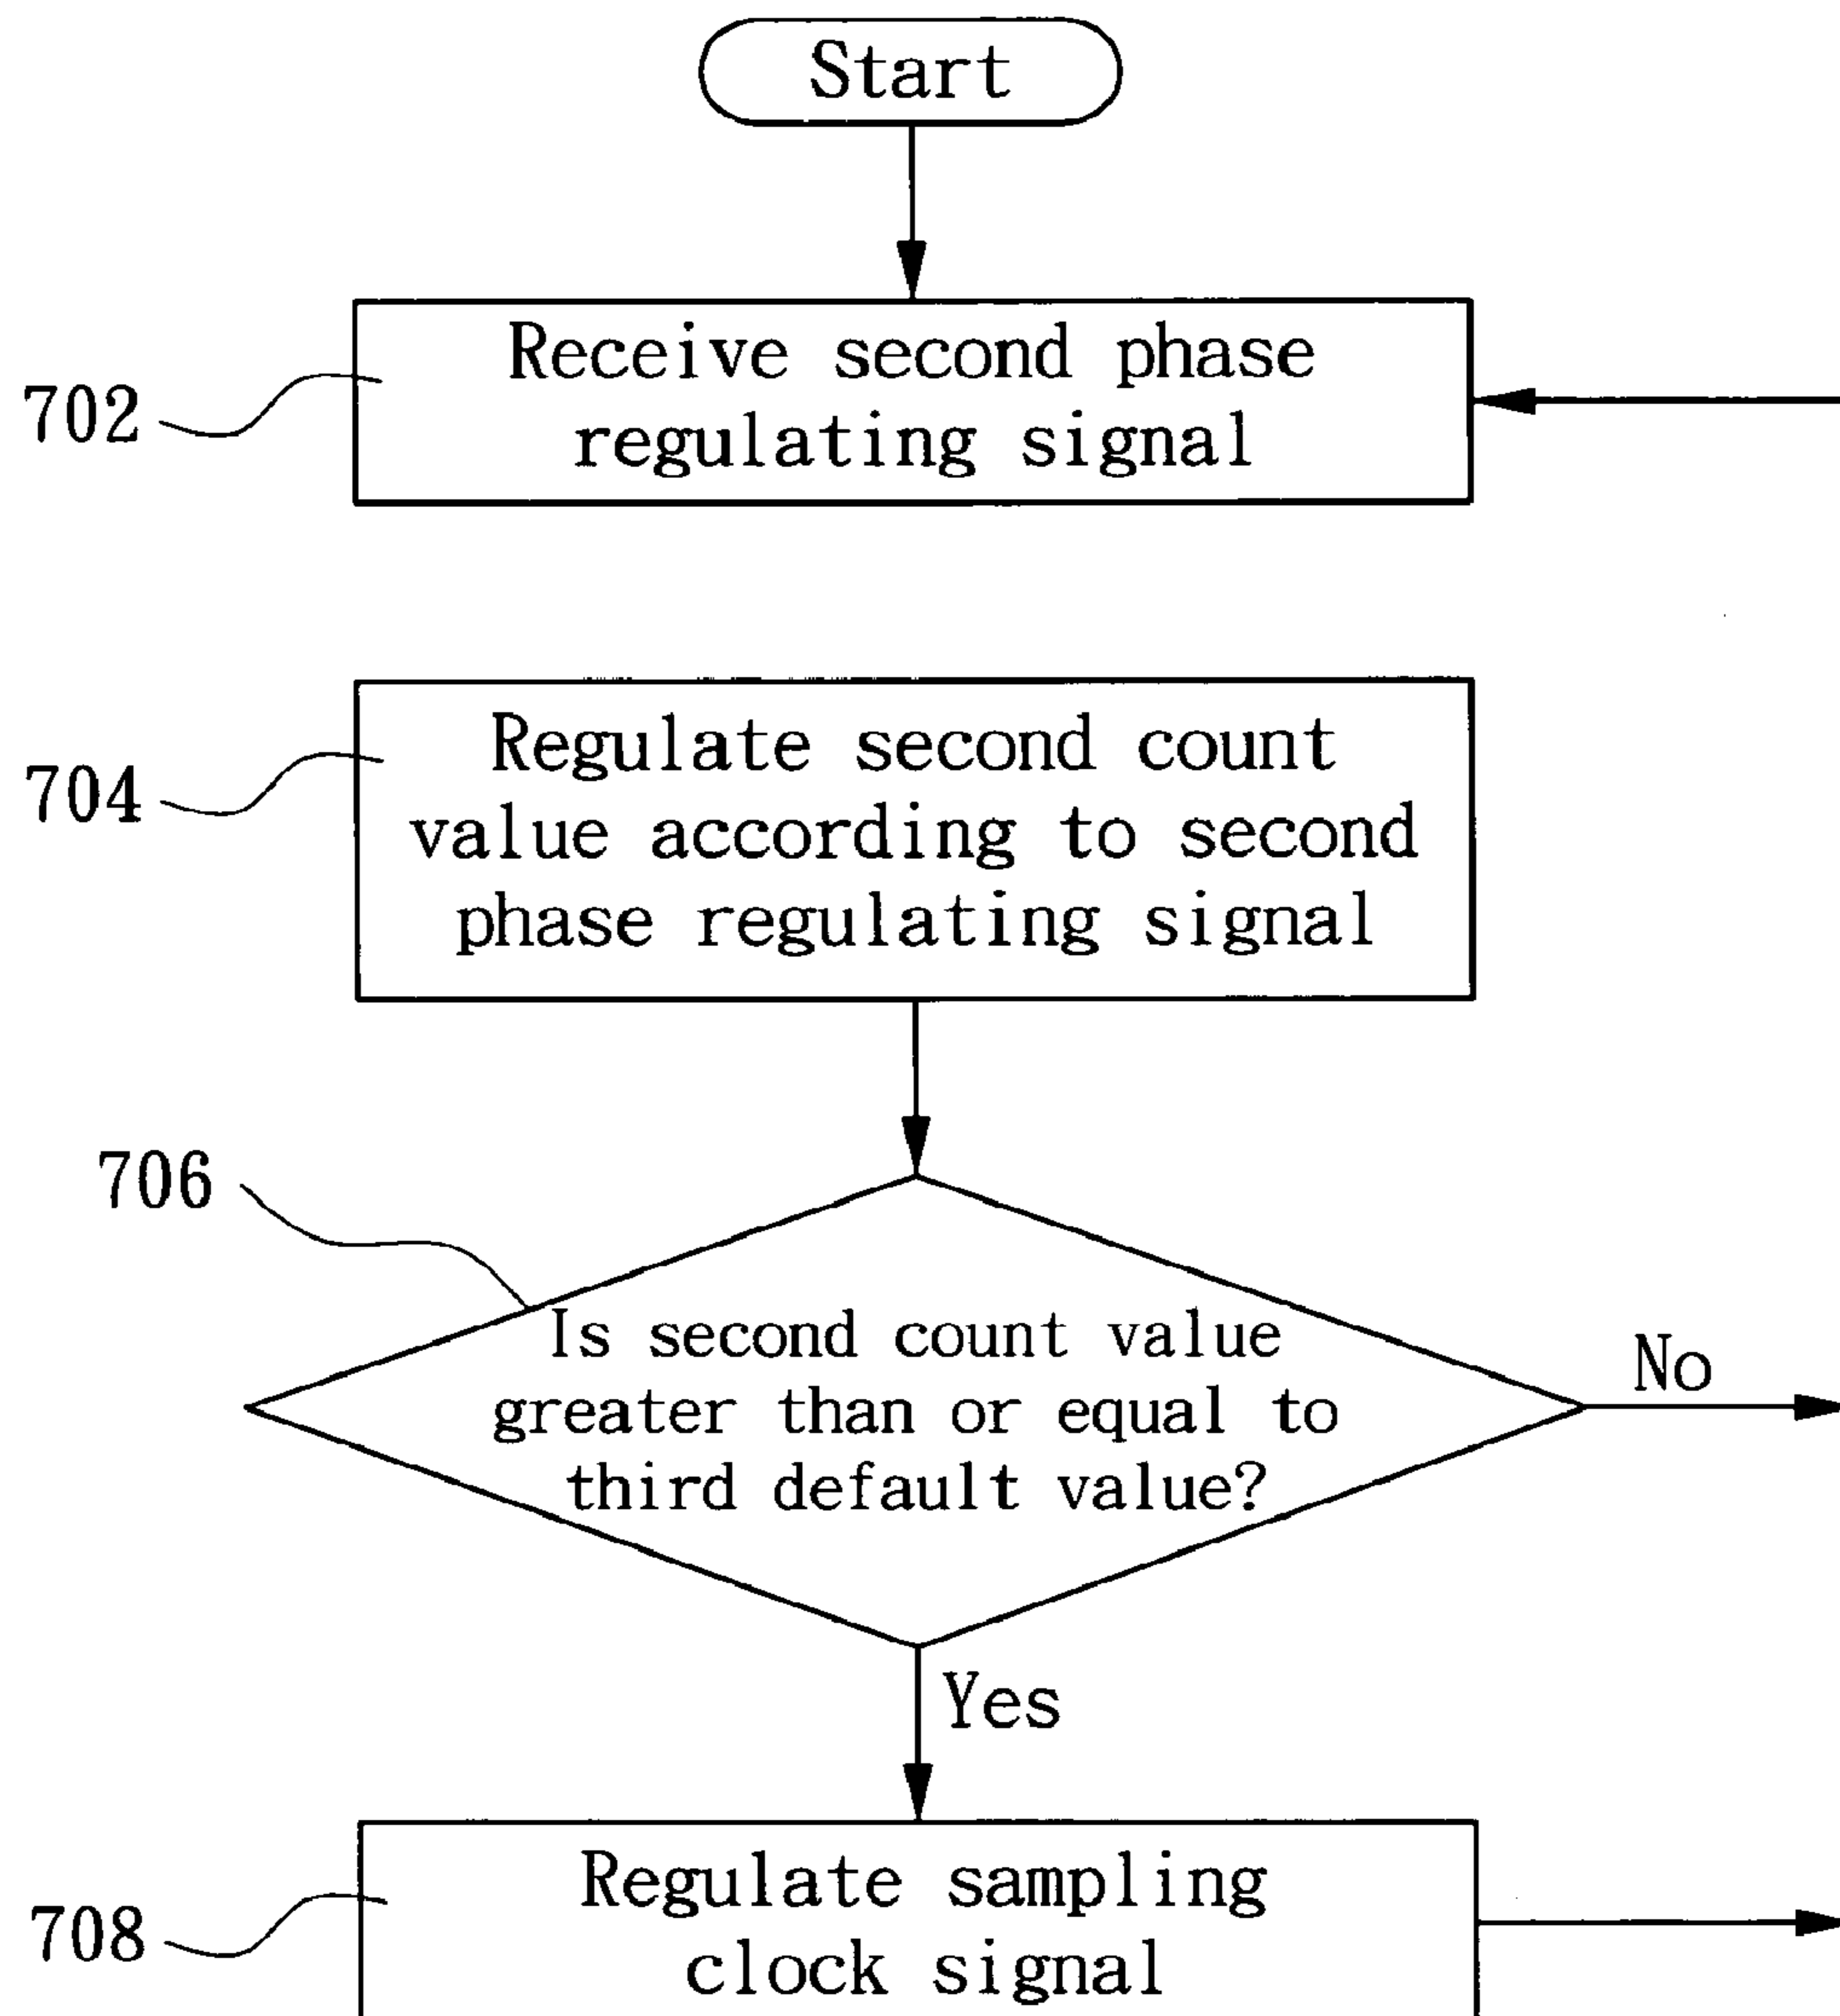 Start
702
Receive second phase
regulating signal
704
Regulate second count
value according to second
phase regulating signal
706
Is second count value
greater than or equal to
third default value?
No
Yes
708
Regulate sampling
clock signal